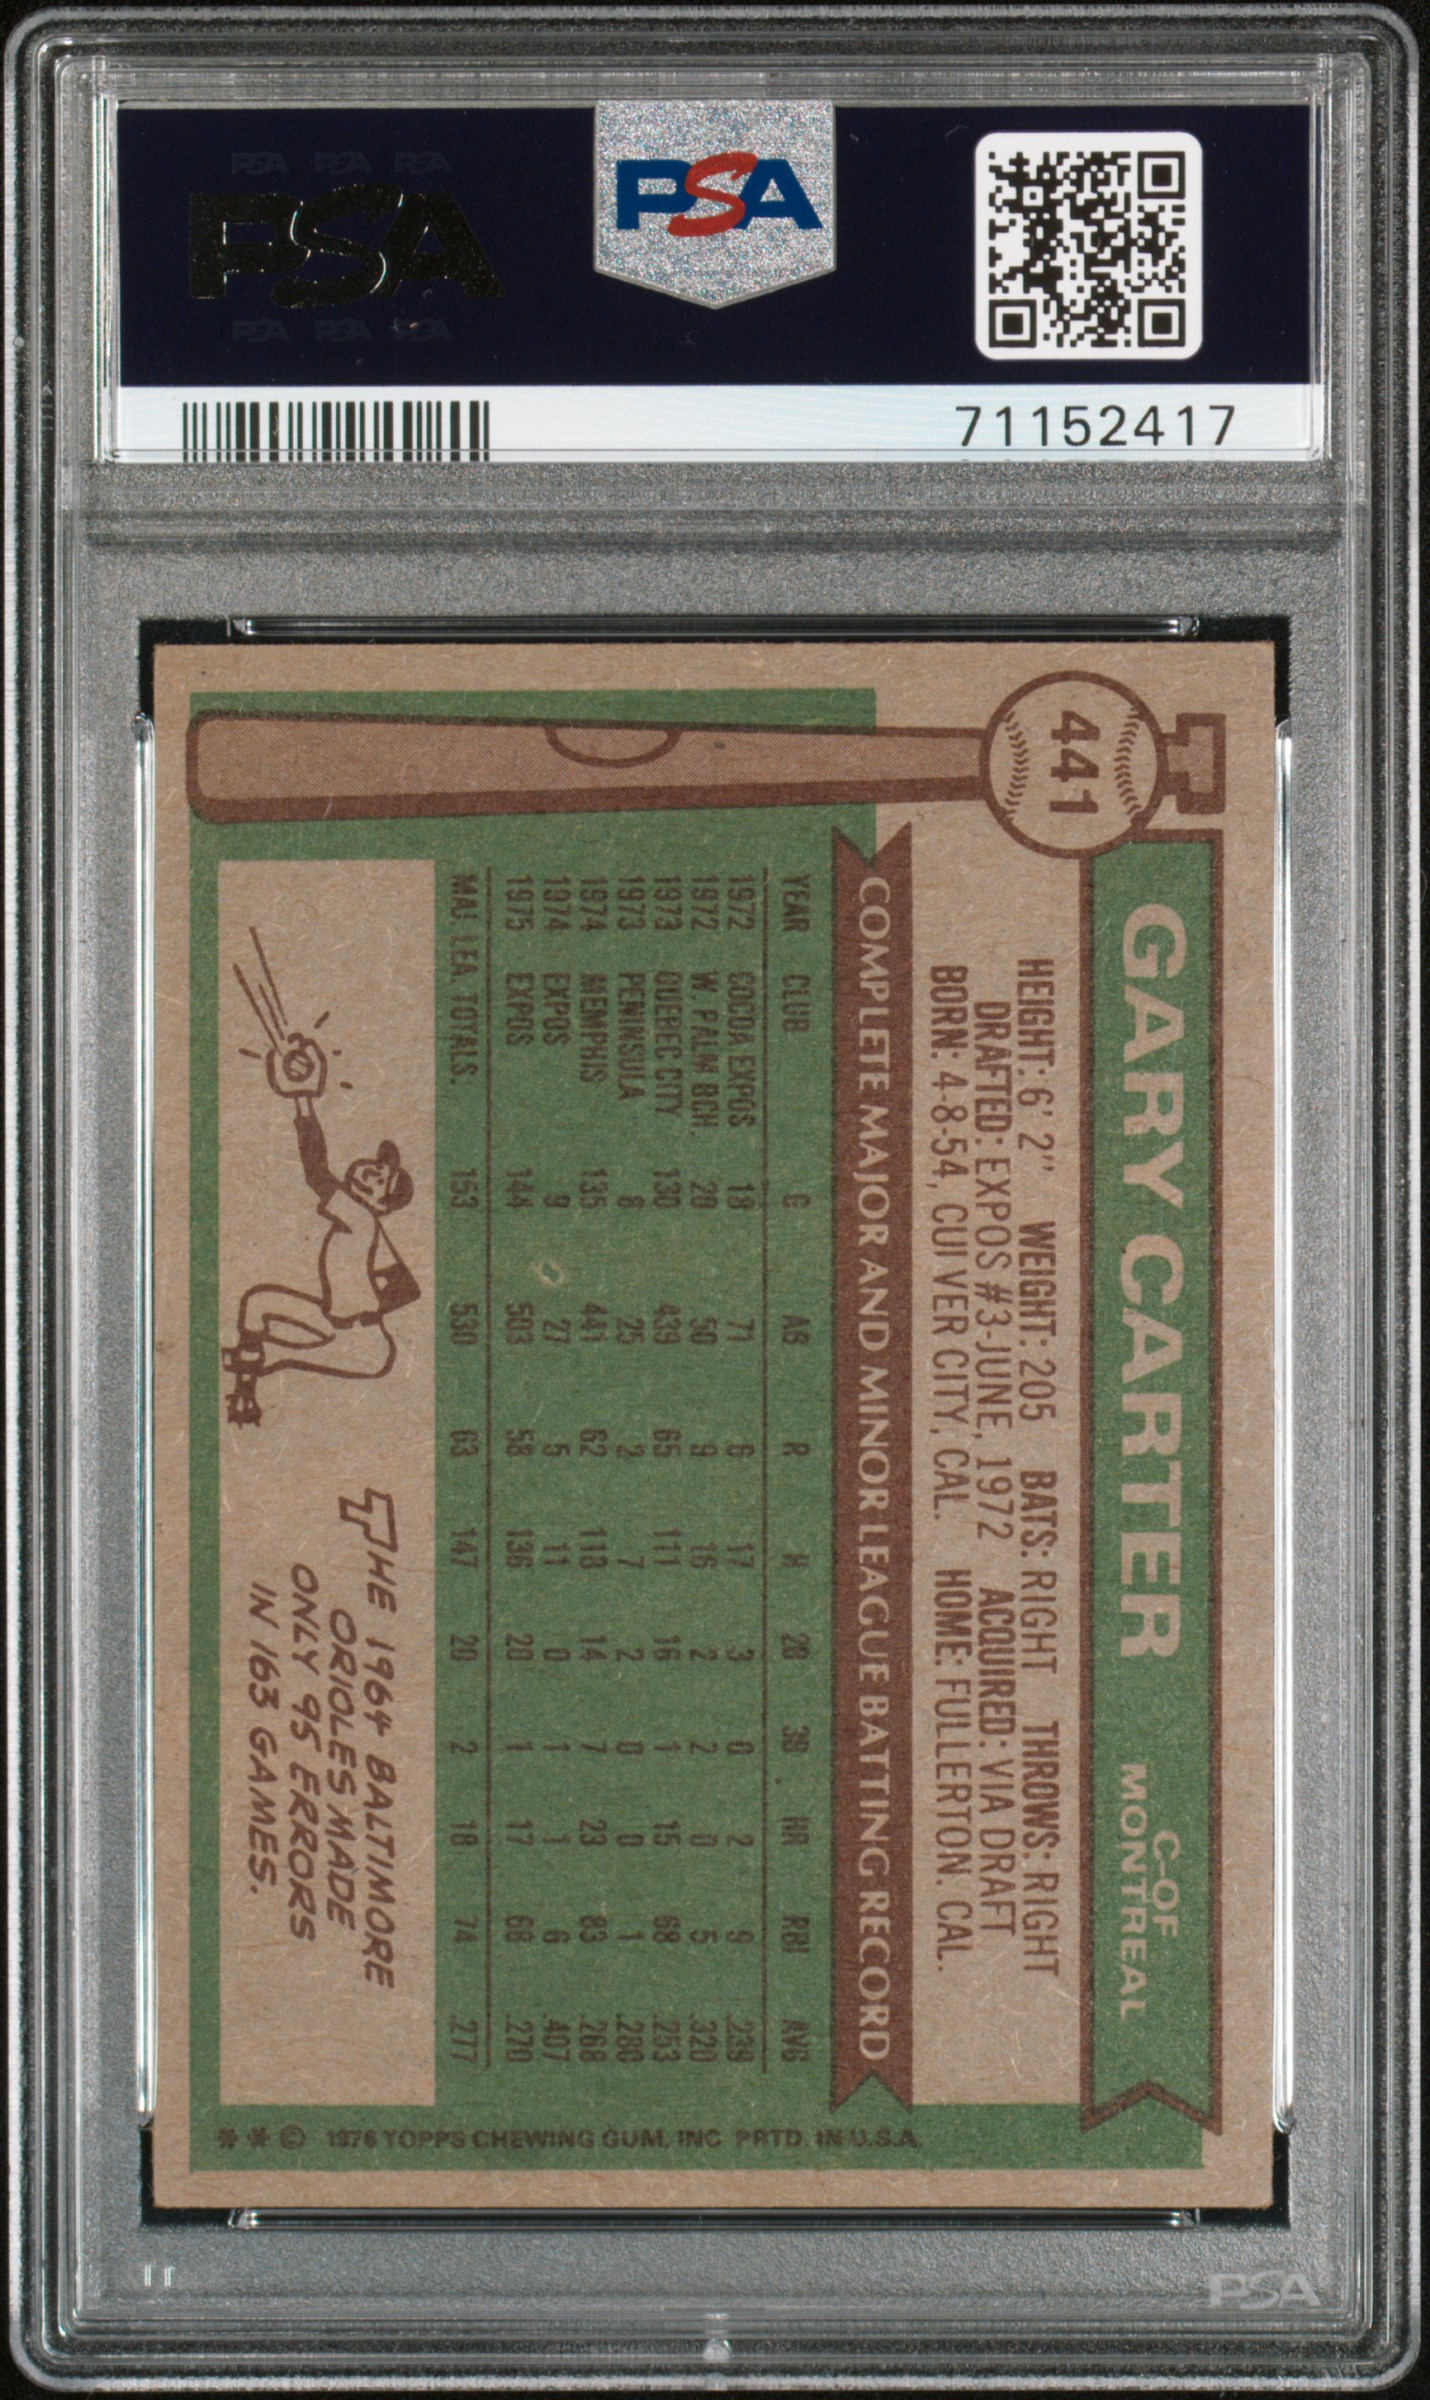 PSA PSA PSA
PSA
PSA PSA PSA
PSA
71152417
441
GARY CARTER
C-OF
MONTREAL
HEIGHT: 6' 2" WEIGHT: 205 BATS: RIGHT THROWS: RIGHT
DRAFTED: EXPOS #3-JUNE, 1972 ACQUIRED: VIA DRAFT
BORN: 4-8-54, CULVER CITY, CAL. HOME: FULLERTON. CAL.
COMPLETE MAJOR AND MINOR LEAGUE BATTING RECORD
YEAR CLUB G AB R H 2B 3B HR RBI AVG
1972 COCOA EXPOS 18 71 6 17 3 0 2 9 .239
1972 W. PALM BCH. 20 50 9 16 2 2 0 5 .320
1973 QUEBEC CITY 130 439 65 111 16 1 15 68 .253
1973 PENINSULA 8 25 2 7 2 0 0 1 .280
1974 MEMPHIS 135 441 62 118 14 7 23 83 .268
1974 EXPOS 9 27 5 11 0 1 1 6 .407
1975 EXPOS 144 503 58 136 20 1 17 68 .270
MAJ. LEA. TOTALS. 153 530 63 147 20 2 18 74 .277
THE 1964 BALTIMORE
ORIOLES MADE
ONLY 95 ERRORS
IN 163 GAMES.
* * © 1976 TOPPS CHEWING GUM, INC PRTD. IN U.S.A.
PSA